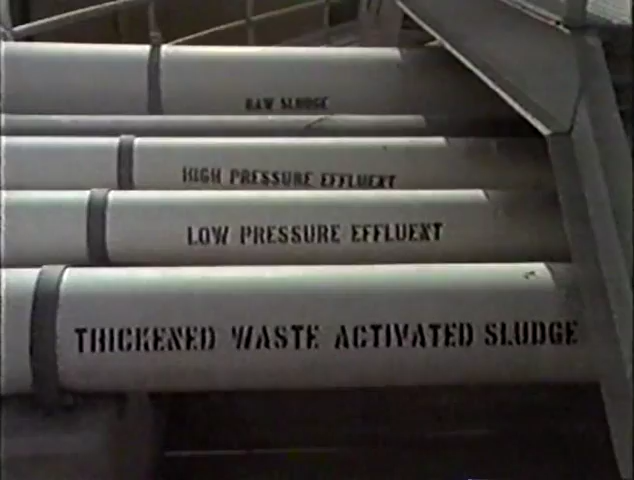 RAW SLUDGE
HIGH PRESSURE EFFLUENT
LOW PRESSURE EFFLUENT
THICKENED WASTE ACTIVATED SLUDGE